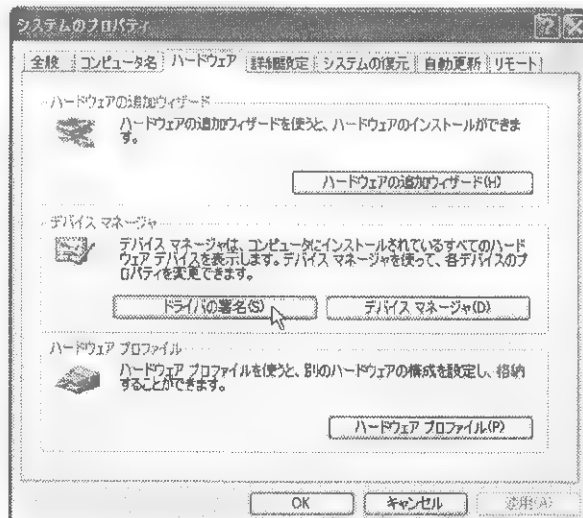 システムのプロパティ
全般 コンピュータ名 ハードウェア 詳細設定 システムの復元 自動更新 リモート
ハードウェアの追加ウィザード
ハードウェアの追加ウィザードを使うと、ハードウェアのインストールができま
す。
ハードウェアの追加ウィザード(H)
デバイス マネージャ
デバイス マネージャは、コンピュータにインストールされているすべてのハード
ウェア デバイスを表示します。デバイス マネージャを使って、各デバイスのプ
ロパティを変更できます。
ドライバの署名(S) デバイス マネージャ(D)
ハードウェア プロファイル
ハードウェア プロファイルを使うと、別のハードウェアの構成を設定し、格納
することができます。
ハードウェア プロファイル(P)
OK キャンセル 適用(A)